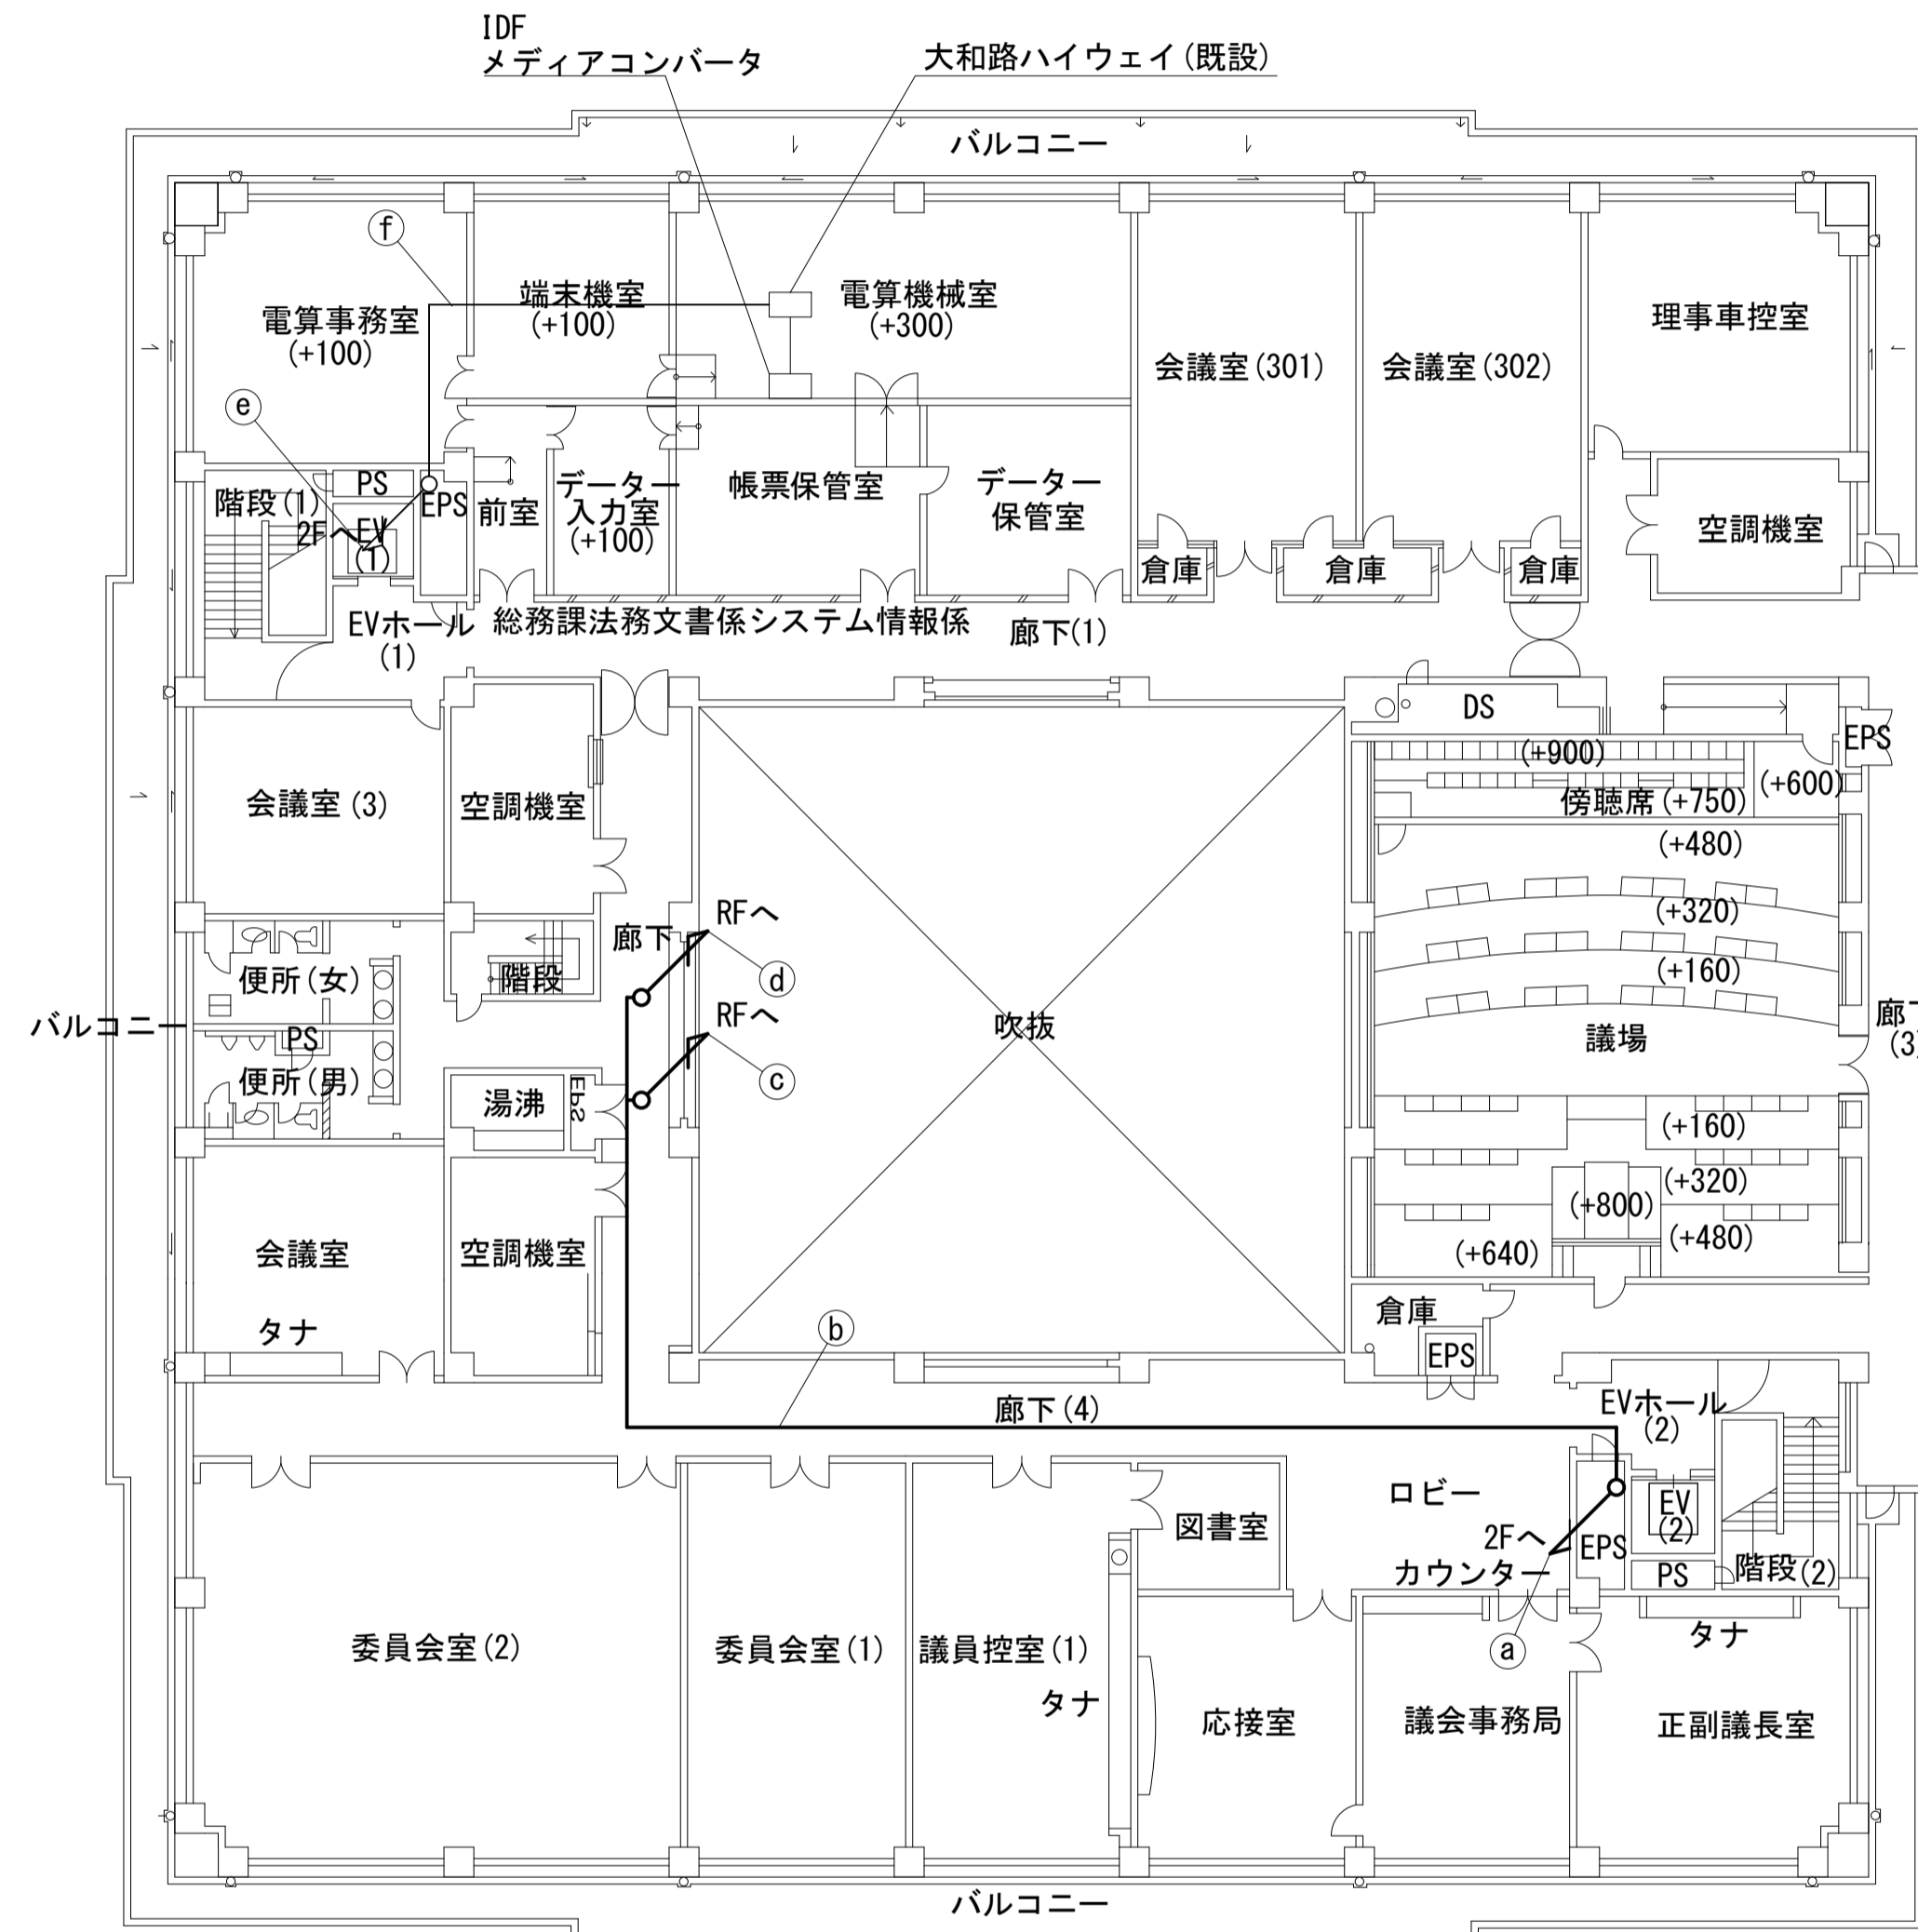 IDF
メディアコンバータ
大和路ハイウェイ(既設)
バルコニー
f
電算事務室
(+100)
端末機室
(+100)
電算機械室
(+300)
会議室(301)
会議室(302)
理事車控室
e
階段(1)
PS
EPS
2Fへ
EV
(1)
前室
データー
入力室
(+100)
帳票保管室
データー
保管室
倉庫
倉庫
倉庫
空調機室
EVホール
(1)
総務課法務文書係システム情報係
廊下(1)
DS
EPS
(+900)
(+600)
傍聴席(+750)
(+480)
(+320)
(+160)
議場
廊下
(3)
会議室(3)
空調機室
廊下
RFへ
d
階段
便所(女)
バルコニー
PS
便所(男)
RFへ
c
吹抜
湯沸
EPS
(+160)
(+320)
(+800)
(+480)
(+640)
会議室
空調機室
タナ
b
倉庫
EPS
廊下(4)
EVホール
(2)
ロビー
図書室
2Fへ
カウンター
EPS
EV
(2)
PS
階段(2)
a
タナ
委員会室(2)
委員会室(1)
議員控室(1)
タナ
応接室
議会事務局
正副議長室
バルコニー